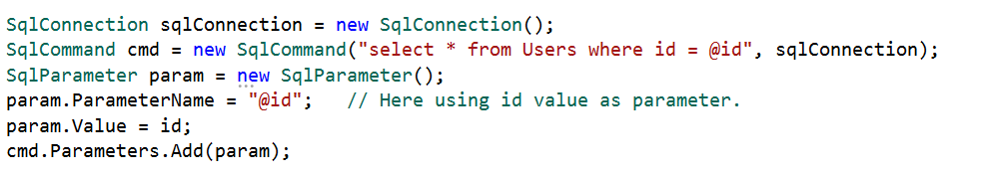 SqlConnection sqlConnection = new SqlConnection();
SqlCommand cmd = new SqlCommand("select * from Users where id = @id", sqlConnection);
SqlParameter param = new SqlParameter();
param.ParameterName = "@id";   // Here using id value as parameter.
param.Value = id;
cmd.Parameters.Add(param);